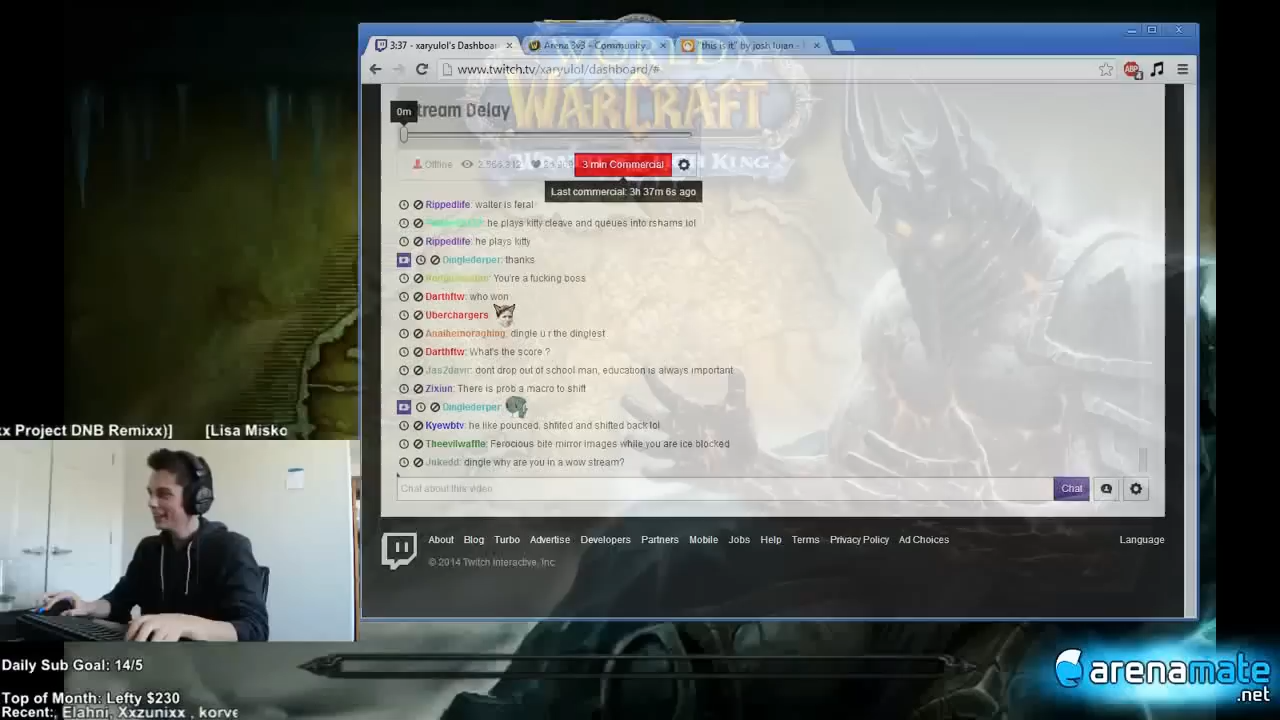 3:37 - xaryulol's Dashboar
Arena 3v3 - Community
"this is it" by josh lujan -
www.twitch.tv/xaryulol/dashboard/#
ABP
WORLD
WARCRAFT
KING
0m
tream Delay
Offline
3 min Commercial
Last commercial: 3h 37m 6s ago
Rippedlife: walter is feral
he plays kitty cleave and queues into rshams lol
Rippedlife: he plays kitty
Dinglederper: thanks
You're a fucking boss
Darthftw: who won
Uberchargers
dingle u r the dinglest
Darthftw: What's the score ?
dont drop out of school man, education is always important
Zixiun: There is prob a macro to shift
Dinglederper:
Kyewbtv: he like pounced, shfited and shifted back lol
Theevilwaffle: Ferocious bite mirror images while you are ice blocked
Jukedd: dingle why are you in a wow stream?
Chat about this video
Chat
About Blog Turbo Advertise Developers Partners Mobile Jobs Help Terms Privacy Policy Ad Choices
Language
© 2014 Twitch Interactive, Inc.
x Project DNB Remixx)] [Lisa Misko
Daily Sub Goal: 14/5
Top of Month: Lefty $230
Recent:, Elahni, Xxzunixx , korve
arenamate
.net